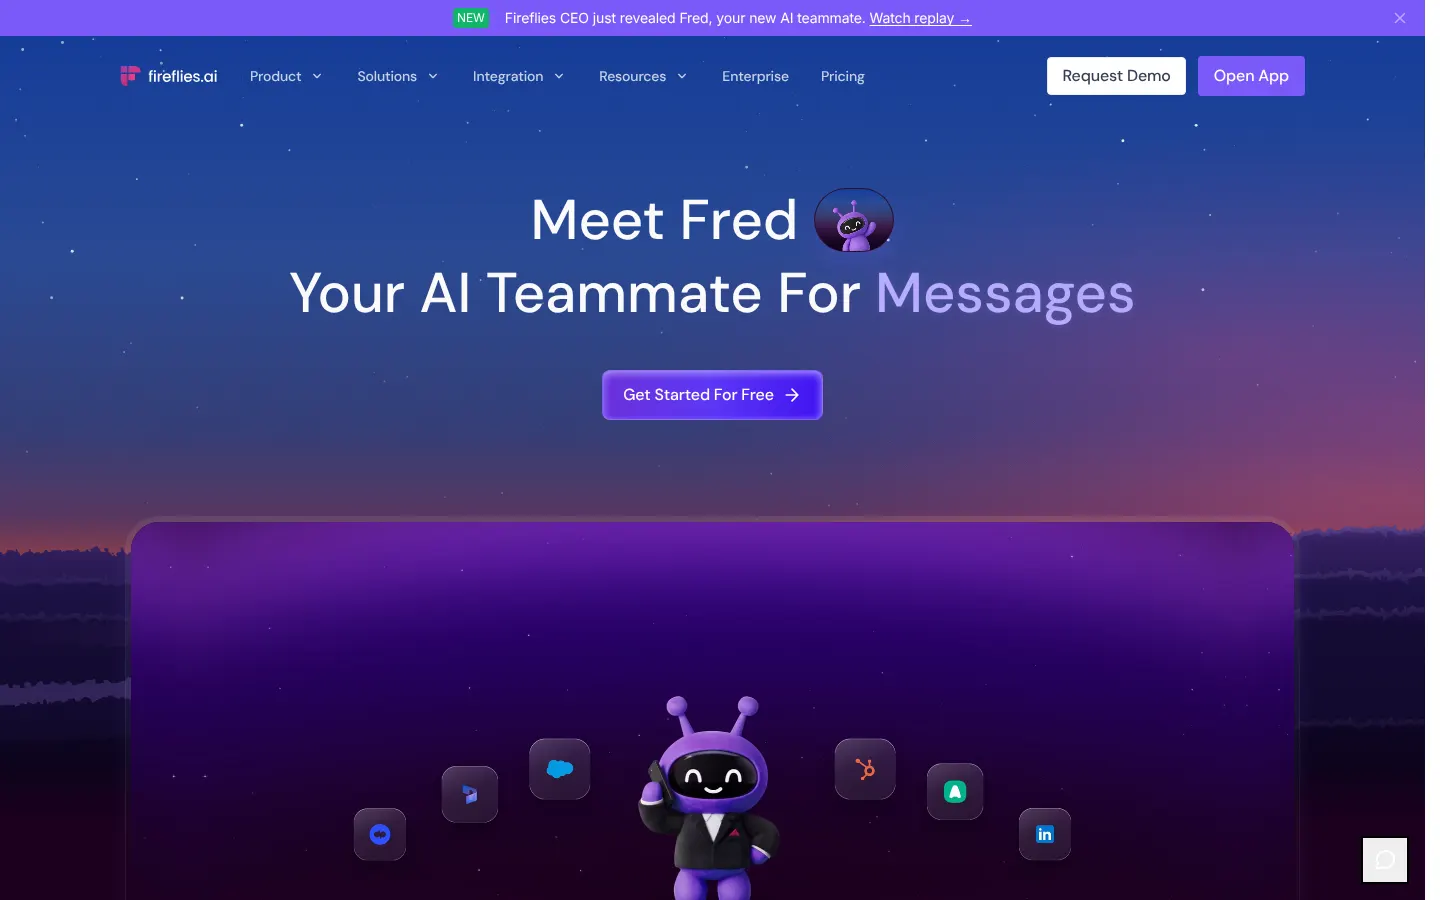 NEW Fireflies CEO just revealed Fred, your new AI teammate. Watch replay →
fireflies.ai Product Solutions Integration Resources Enterprise Pricing Request Demo Open App
Meet Fred
Your AI Teammate For Messages
Get Started For Free →
in